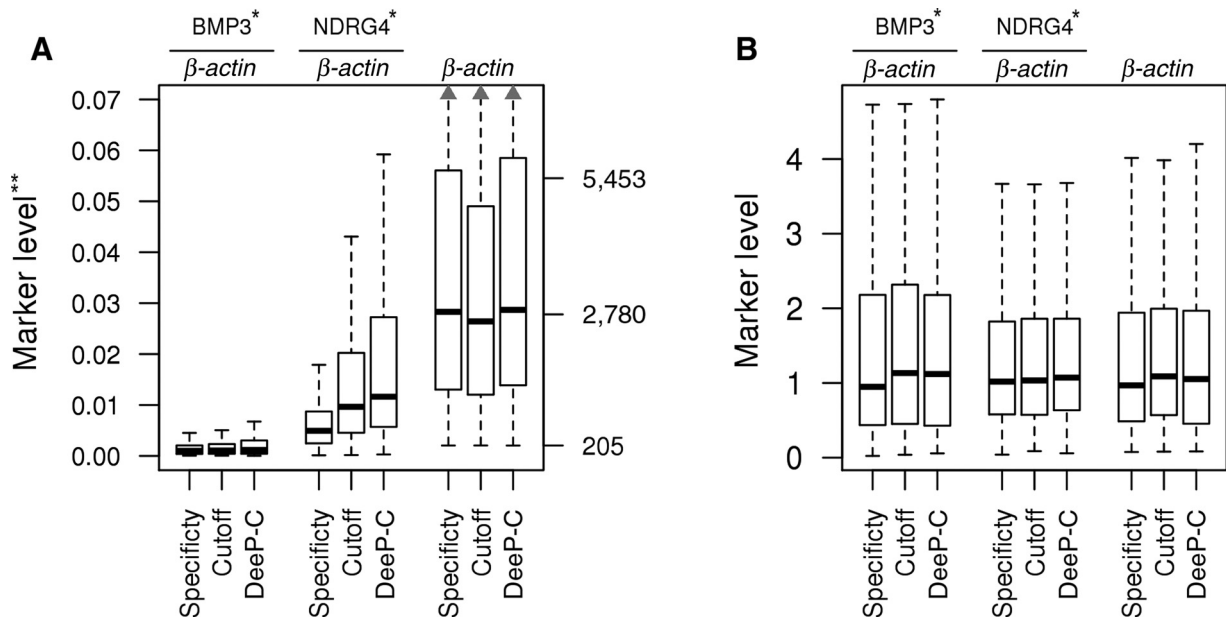 A
BMP3*
NDRG4*
β-actin
β-actin
β-actin
Marker level**
0.07
0.06
0.05
0.04
0.03
0.02
0.01
0.00
5,453
2,780
205
Specificty
Cutoff
DeeP-C
Specificty
Cutoff
DeeP-C
Specificty
Cutoff
DeeP-C
B
BMP3*
NDRG4*
β-actin
β-actin
β-actin
Marker level
4
3
2
1
0
Specificty
Cutoff
DeeP-C
Specificty
Cutoff
DeeP-C
Specificty
Cutoff
DeeP-C